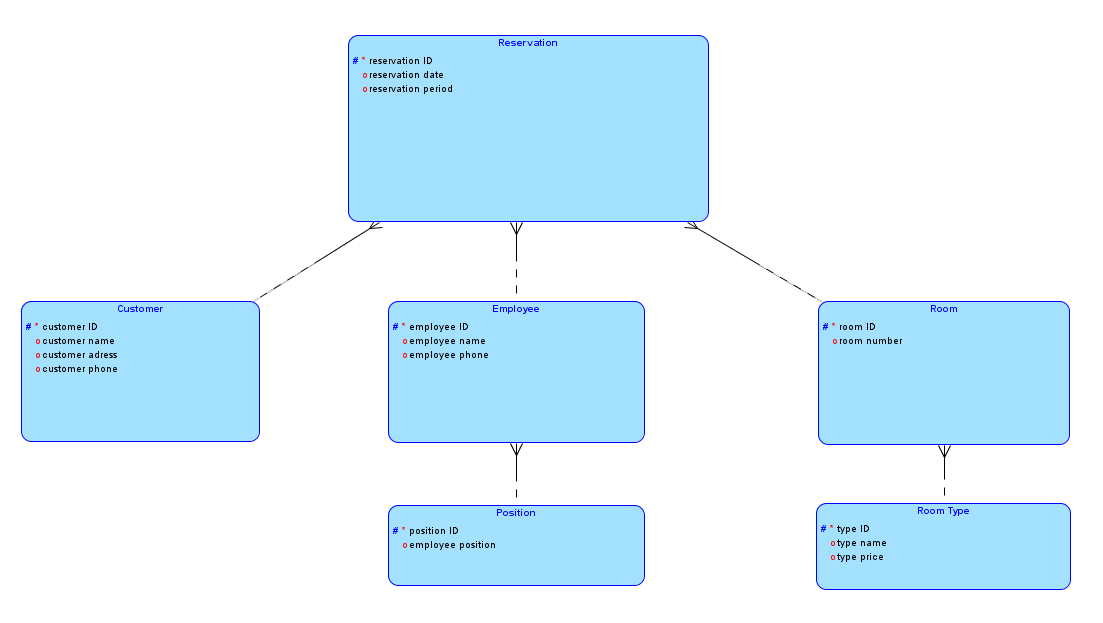 Reservation
# * reservation ID
o reservation date
o reservation period
Customer
# * customer ID
o customer name
o customer adress
o customer phone
Employee
# * employee ID
o employee name
o employee phone
Room
# * room ID
o room number
Position
# * position ID
o employee position
Room Type
# * type ID
o type name
o type price